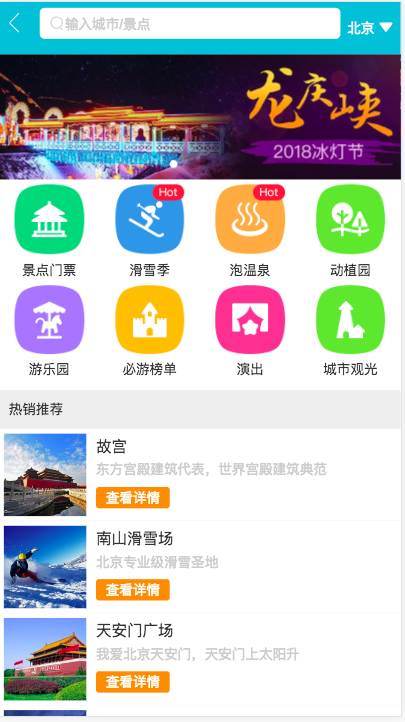 输入城市/景点
北京
龙庆峡
2018冰灯节
Hot
Hot
景点门票
滑雪季
泡温泉
动植园
游乐园
必游榜单
演出
城市观光
热销推荐
故宫
东方宫殿建筑代表，世界宫殿建筑典范
查看详情
南山滑雪场
北京专业级滑雪圣地
查看详情
天安门广场
我爱北京天安门，天安门上太阳升
查看详情